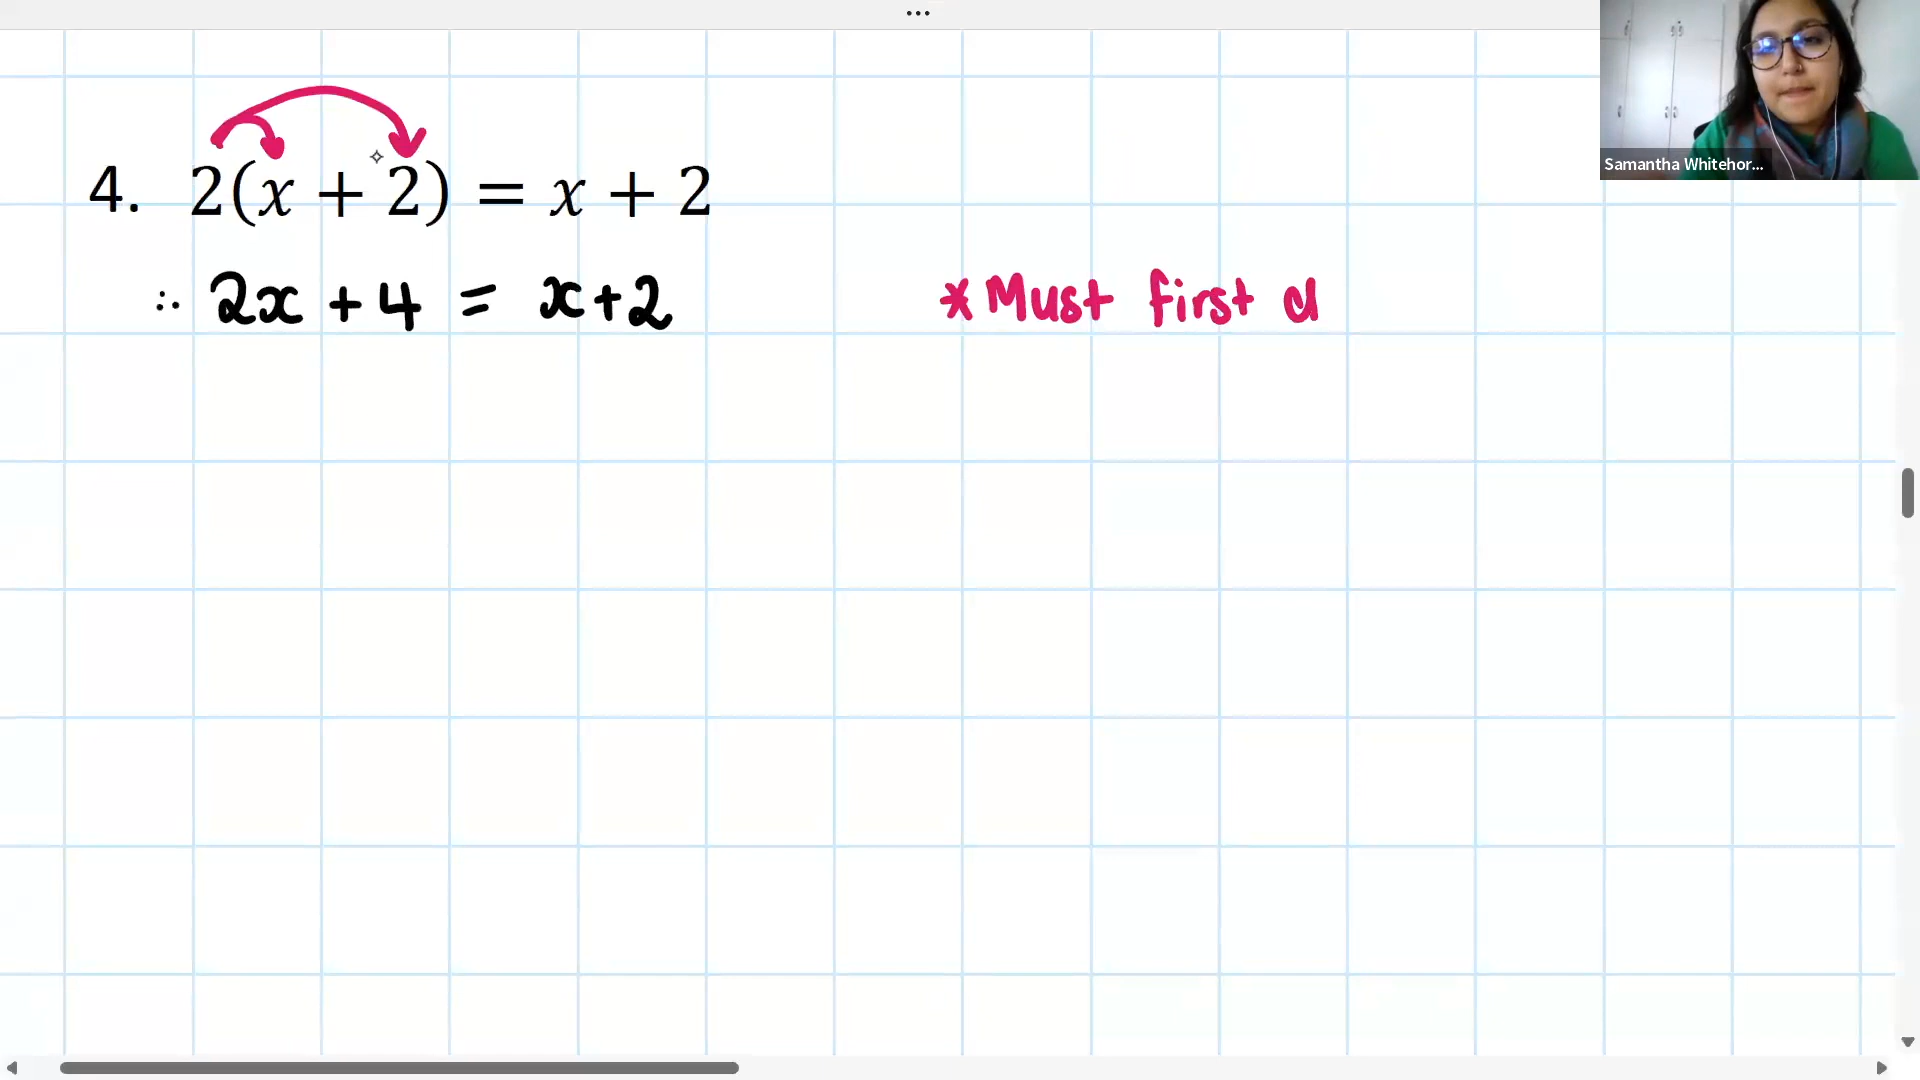 Samantha Whitehor...
4. 2(x + 2) = x + 2
∴ 2x + 4 = x + 2
*Must first d